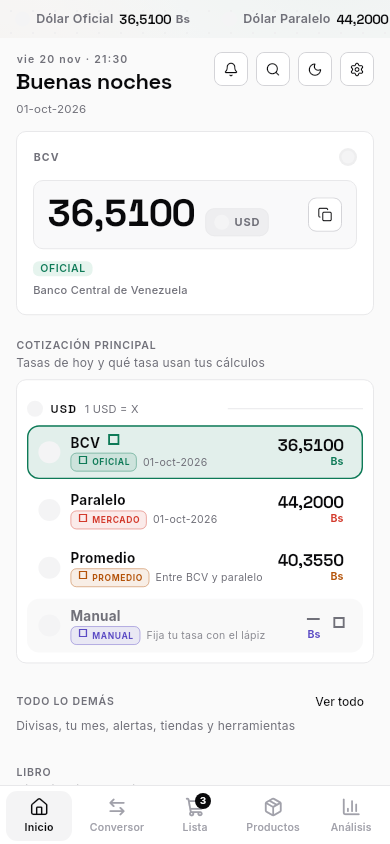 Dólar Oficial 36,5100 Bs Dólar Paralelo 44,2000
vie 20 nov · 21:30
Buenas noches
01-oct-2026
BCV
36,5100 USD
OFICIAL
Banco Central de Venezuela
COTIZACIÓN PRINCIPAL
Tasas de hoy y qué tasa usan tus cálculos
USD 1 USD = X
BCV 36,5100
OFICIAL 01-oct-2026 Bs
Paralelo 44,2000
MERCADO 01-oct-2026 Bs
Promedio 40,3550
PROMEDIO Entre BCV y paralelo Bs
Manual —
MANUAL Fija tu tasa con el lápiz Bs
TODO LO DEMÁS Ver todo
Divisas, tu mes, alertas, tiendas y herramientas
LIBRO
3
Inicio Conversor Lista Productos Análisis